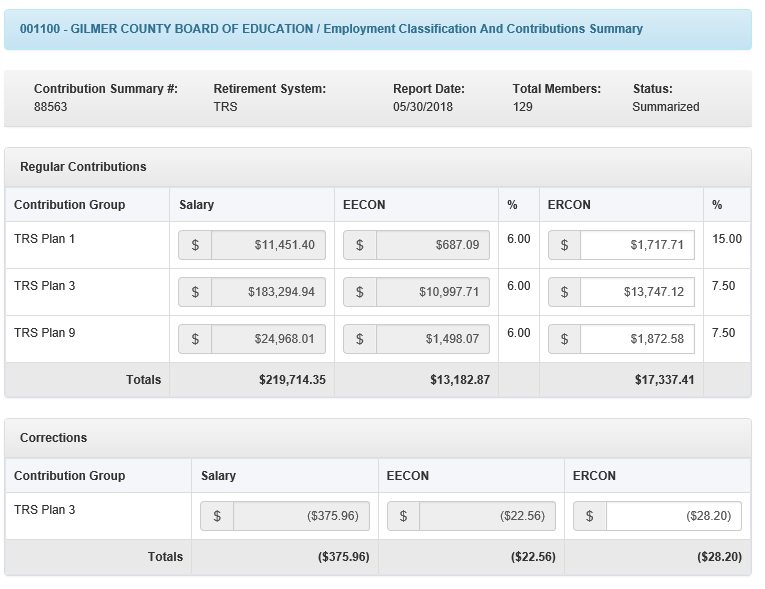 001100 - GILMER COUNTY BOARD OF EDUCATION / Employment Classification And Contributions Summary
Contribution Summary #: Retirement System: Report Date: Total Members: Status:
88563 TRS 05/30/2018 129 Summarized
Regular Contributions
Contribution Group Salary EECON % ERCON %
TRS Plan 1 $ $11,451.40 $ $687.09 6.00 $ $1,717.71 15.00
TRS Plan 3 $ $183,294.94 $ $10,997.71 6.00 $ $13,747.12 7.50
TRS Plan 9 $ $24,968.01 $ $1,498.07 6.00 $ $1,872.58 7.50
Totals $219,714.35 $13,182.87 $17,337.41
Corrections
Contribution Group Salary EECON ERCON
TRS Plan 3 $ ($375.96) $ ($22.56) $ ($28.20)
Totals ($375.96) ($22.56) ($28.20)